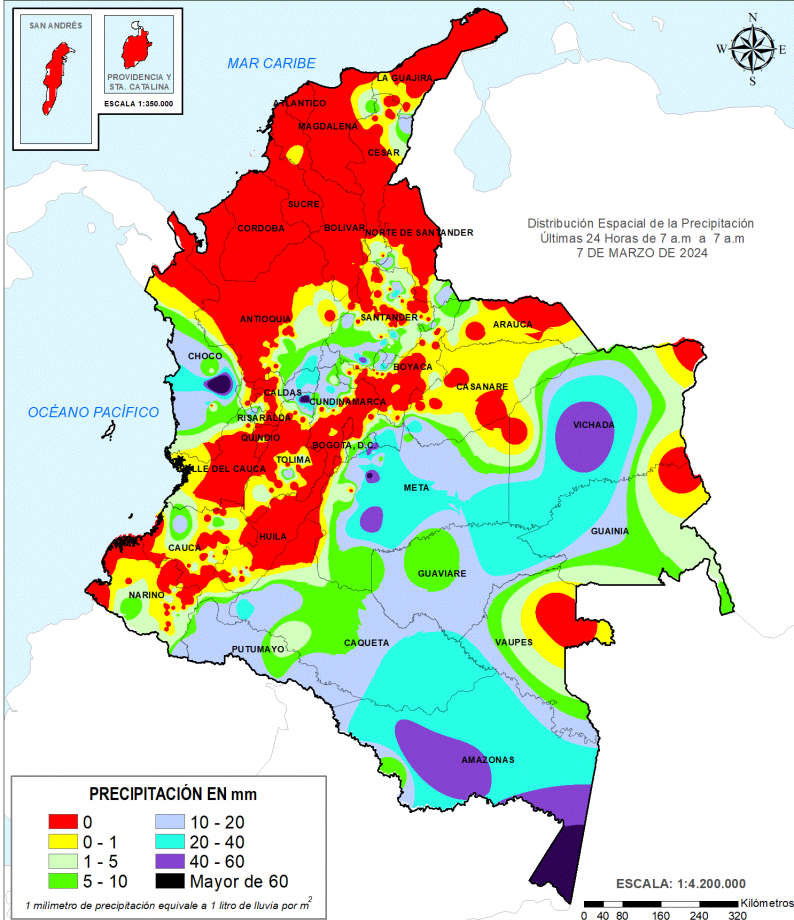 SAN ANDRÉS
PROVIDENCIA Y
STA. CATALINA
ESCALA 1:350.000
MAR CARIBE
N
W
E
S
LA GUAJIRA
ATLANTICO
MAGDALENA
CESAR
SUCRE
CORDOBA
BOLIVAR
NORTE DE SANTANDER
Distribución Espacial de la Precipitación
Últimas 24 Horas de 7 a.m a 7 a.m
7 DE MARZO DE 2024
ANTIOQUIA
SANTANDER
ARAUCA
CHOCO
BOYACA
CASANARE
CALDAS
CUNDINAMARCA
OCÉANO PACÍFICO
RISARALDA
VICHADA
QUINDIO
BOGOTA, D.C.
TOLIMA
VALLE DEL CAUCA
META
GUAINIA
HUILA
CAUCA
GUAVIARE
NARINO
CAQUETA
VAUPES
PUTUMAYO
AMAZONAS
PRECIPITACIÓN EN mm
0
10 - 20
0 - 1
20 - 40
1 - 5
40 - 60
5 - 10
Mayor de 60
1 milímetro de precipitación equivale a 1 litro de lluvia por m2
ESCALA: 1:4.200.000
Kilómetros
0 40 80 160 240 320